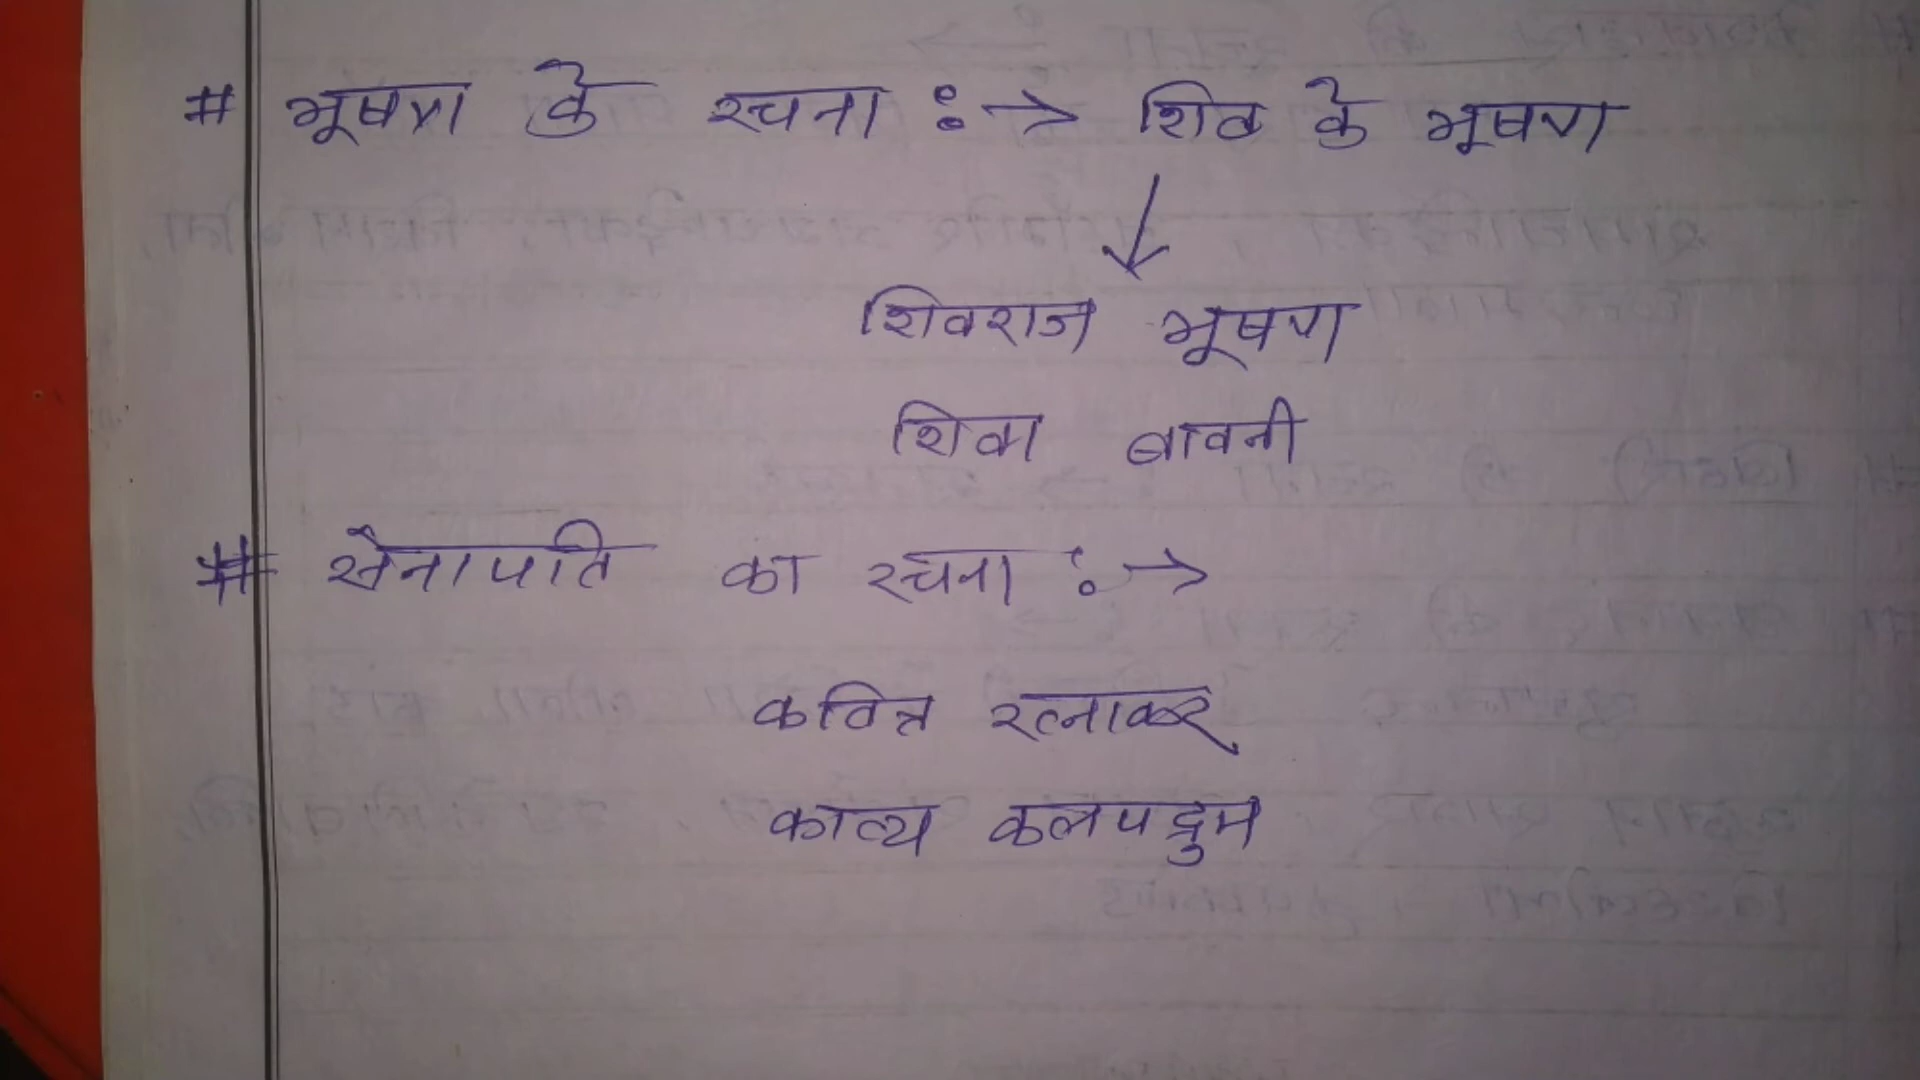 # भूषण के रचना :→ शिव के भूषण
↓
शिवराज भूषण
शिवा बावनी
# सेनापति का रचना :→
कवित्त रत्नाकर
काव्य कलपद्रुम